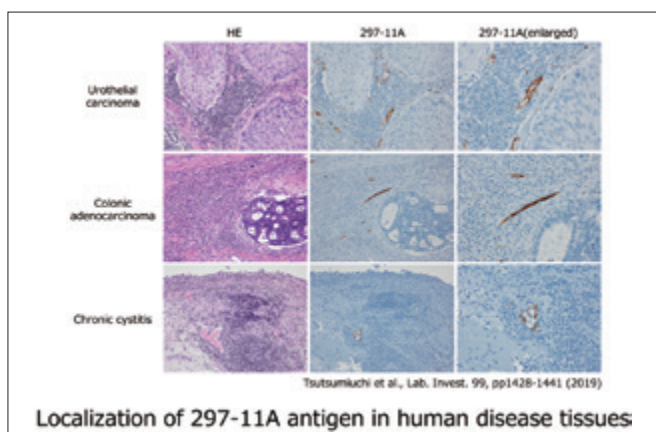 HE 297-11A 297-11A(enlarged)
Urothelial
carcinoma
Colonic
adenocarcinoma
Chronic cystitis
Tsutsumiuchi et al., Lab. Invest. 99, pp1428-1441 (2019)
Localization of 297-11A antigen in human disease tissues